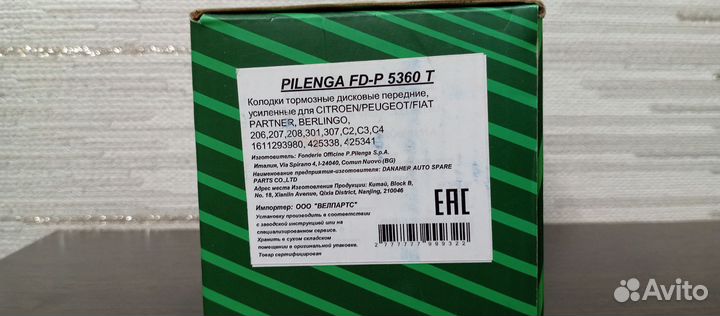 PILENGA FD-P 5360 T
Колодки тормозные дисковые передние,
усиленные для CITROEN/PEUGEOT/FIAT
PARTNER, BERLINGO,
206,207,208,301,307,C2,C3,C4
1611293980, 425338, 425341
Изготовитель: Fonderie Officine P.Pilenga S.p.A.
Италия, Via Spirano 4, I-24040, Comun Nuovo (BG)
Наименование предприятия-изготовителя: DANAHER AUTO SPARE
PARTS CO.,LTD
Адрес места Изготовления Продукции: Китай, Block B,
No. 18, Xianlin Avenue, Qixia District, Nanjing, 210046
Импортер: ООО "ВЕЛПАРТС"
Установку производить в соответствии
с заводской инструкцией или на
специализированном сервисе.
Хранить в сухом складском
помещении в оригинальной упаковке.
Товар сертифицирован
EAC
2 777777 999322
Avito